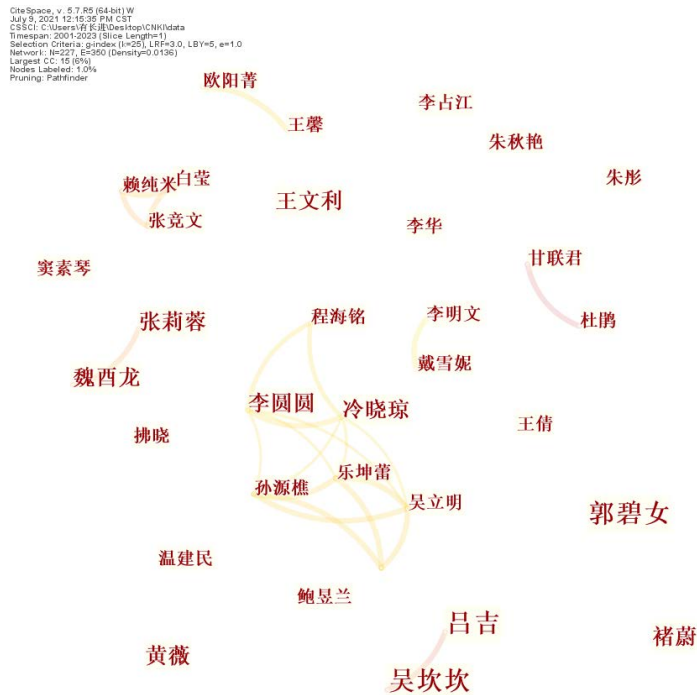 CiteSpace, v. 5.7.R5 (64-bit) W
July 9, 2021 12:15:35 PM CST
CSSCI: C:\Users\有长进\Desktop\CNKI\data
Timespan: 2001-2023 (Slice Length=1)
Selection Criteria: g-index (k=25), LRF=3.0, LBY=5, e=1.0
Network: N=227, E=350 (Density=0.0136)
Largest CC: 15 (6%)
Nodes Labeled: 1.0%
Pruning: Pathfinder
欧阳菁
李占江
王馨
朱秋艳
赖纯米
白莹
朱彤
王文利
张竞文
李华
甘联君
窦素琴
张莉蓉
程海铭
李明文
杜鹃
戴雪妮
魏西龙
李圆圆
冷晓琼
王倩
拂晓
乐坤蕾
孙源樵
吴立明
郭碧女
温建民
鲍昱兰
吕吉
褚蔚
黄薇
吴坎坎